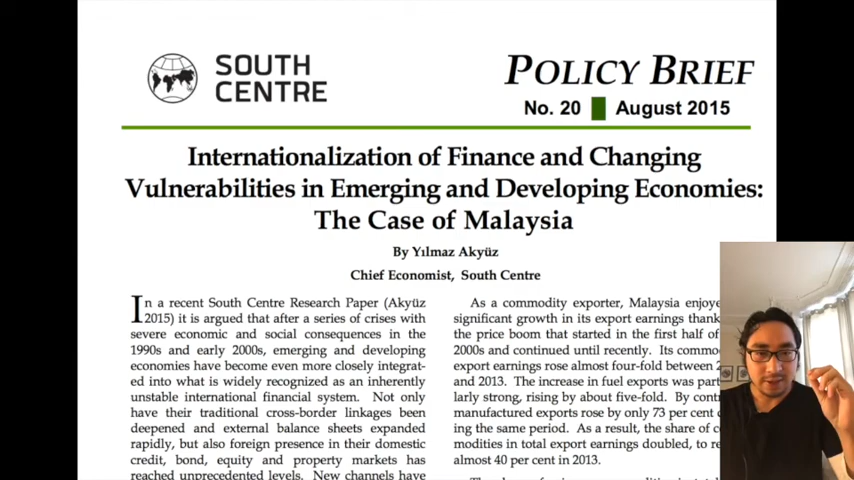 SOUTH
CENTRE
POLICY BRIEF
No. 20 August 2015
Internationalization of Finance and Changing
Vulnerabilities in Emerging and Developing Economies:
The Case of Malaysia
By Yılmaz Akyüz
Chief Economist, South Centre
In a recent South Centre Research Paper (Akyüz
2015) it is argued that after a series of crises with
severe economic and social consequences in the
1990s and early 2000s, emerging and developing
economies have become even more closely integrat-
ed into what is widely recognized as an inherently
unstable international financial system. Not only
have their traditional cross-border linkages been
deepened and external balance sheets expanded
rapidly, but also foreign presence in their domestic
credit, bond, equity and property markets has
reached unprecedented levels. New channels have
As a commodity exporter, Malaysia enjoye
significant growth in its export earnings thank
the price boom that started in the first half of
2000s and continued until recently. Its commo
export earnings rose almost four-fold between 2
and 2013. The increase in fuel exports was part
larly strong, rising by about five-fold. By cont
manufactured exports rose by only 73 per cent
ing the same period. As a result, the share of c
modities in total export earnings doubled, to re
almost 40 per cent in 2013.